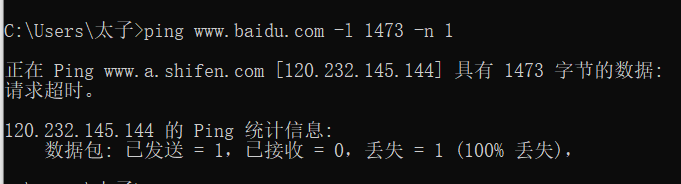 C:\Users\太子>ping www.baidu.com -l 1473 -n 1
正在 Ping www.a.shifen.com [120.232.145.144] 具有 1473 字节的数据:
请求超时。
120.232.145.144 的 Ping 统计信息:
数据包: 已发送 = 1，已接收 = 0，丢失 = 1 (100% 丢失)，